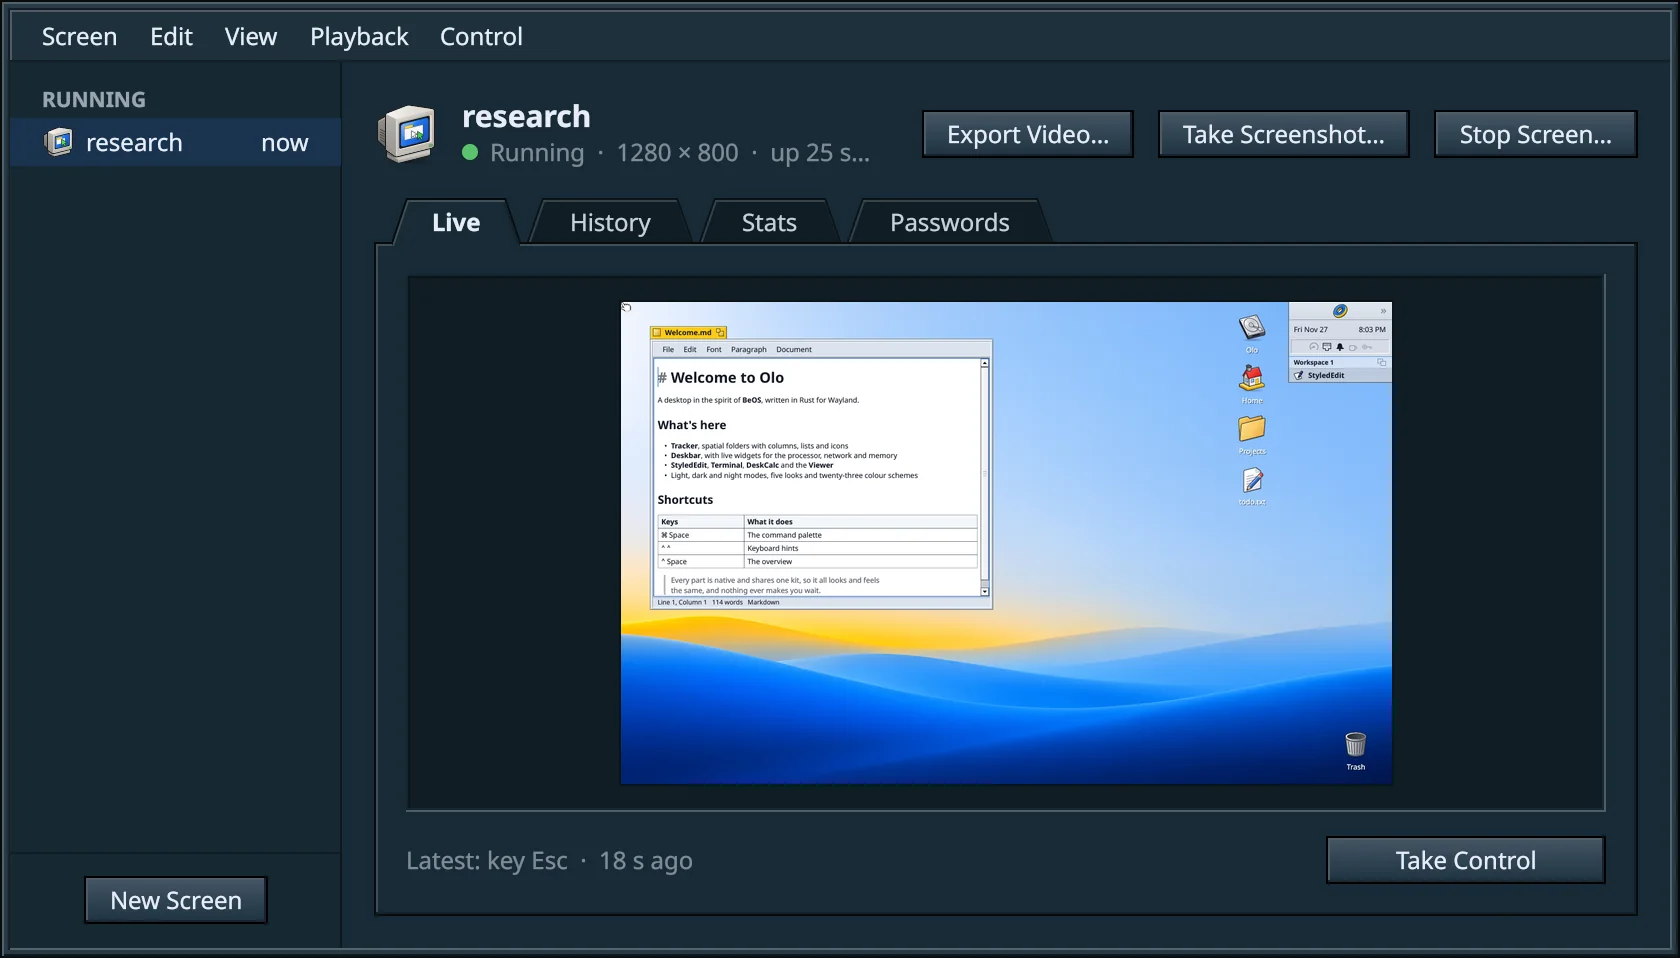 Screen Edit View Playback Control
RUNNING
research now
New Screen
research
Running · 1280 × 800 · up 25 s...
Export Video... Take Screenshot... Stop Screen...
Live History Stats Passwords
Welcome.md
File Edit Font Paragraph Document
# Welcome to Olo
A desktop in the spirit of BeOS, written in Rust for Wayland.
What's here
• Tracker, spatial folders with columns, lists and icons
• Deskbar, with live widgets for the processor, network and memory
• StyledEdit, Terminal, DeskCalc and the Viewer
• Light, dark and night modes, five looks and twenty-three colour schemes
Shortcuts
Keys What it does
⌘ Space The command palette
^ ^ Keyboard hints
^ Space The overview
Every part is native and shares one kit, so it all looks and feels
the same, and nothing ever makes you wait.
Line 1, Column 1 114 words Markdown
Olo
Home
Projects
todo.txt
»
Fri Nov 27 8:03 PM
Workspace 1
StyledEdit
Trash
Latest: key Esc · 18 s ago
Take Control